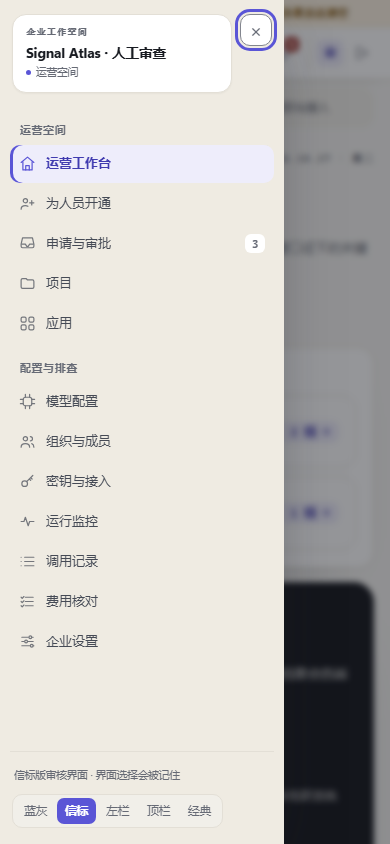 企业工作空间
Signal Atlas · 人工审查
运营空间
运营空间
运营工作台
为人员开通
申请与审批 3
项目
应用
配置与排查
模型配置
组织与成员
密钥与接入
运行监控
调用记录
费用核对
企业设置
信标版审核界面 · 界面选择会被记住
蓝灰 信标 左栏 顶栏 经典